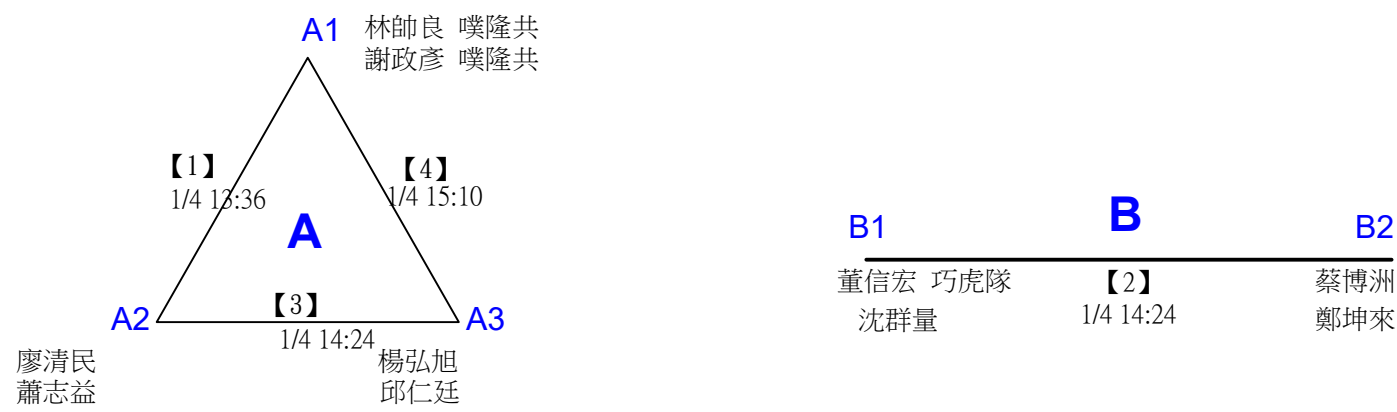 A1
林帥良 噗隆共
謝政彥 噗隆共
【1】
1/4 13:36
【4】
1/4 15:10
A
A2
【3】
1/4 14:24
A3
廖清民
蕭志益
楊弘旭
邱仁廷
B1
B
B2
董信宏 巧虎隊
沈群量
【2】
1/4 14:24
蔡博洲
鄭坤來